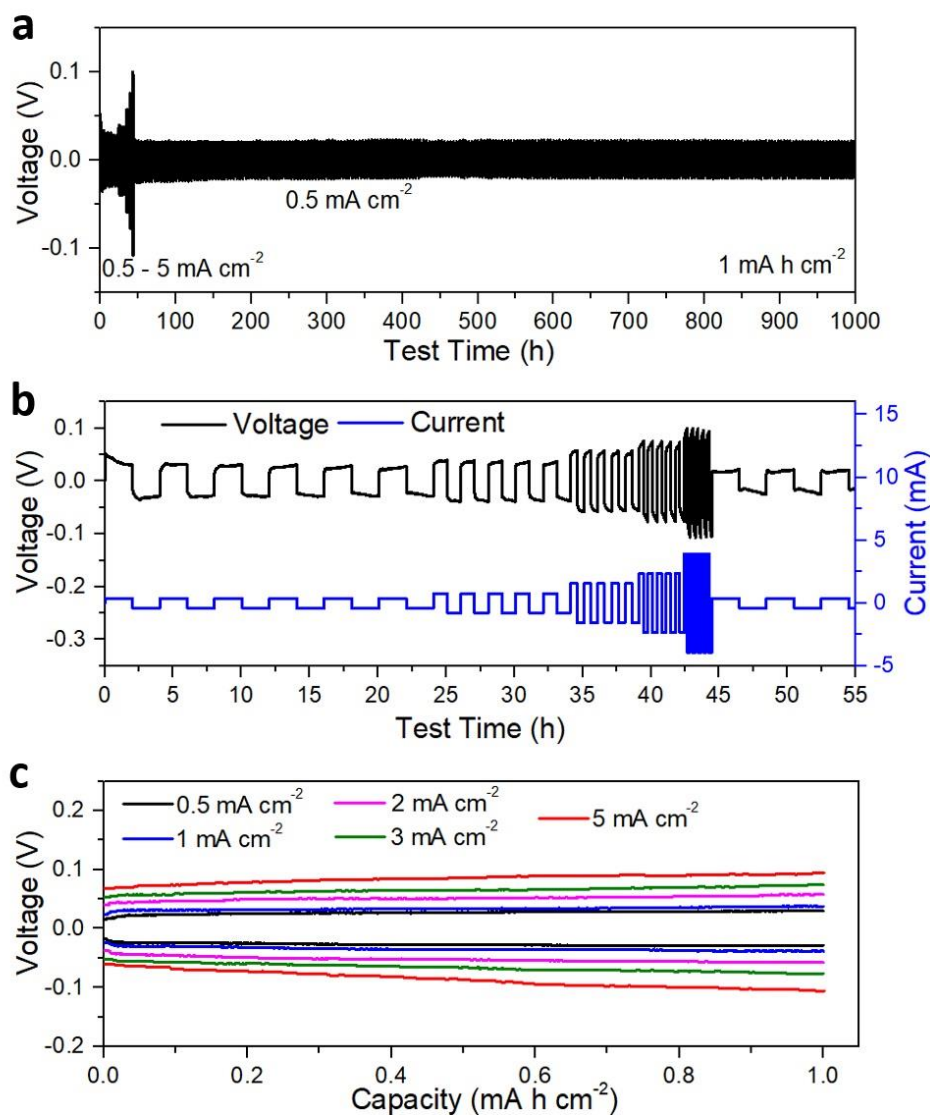 a
Voltage (V)
0.1
0.0
-0.1
0.5 mA cm⁻²
0.5 - 5 mA cm⁻²
1 mA h cm⁻²
0 100 200 300 400 500 600 700 800 900 1000
Test Time (h)
b
Voltage Current
Voltage (V)
0.1
0.0
-0.1
-0.2
-0.3
15
10
5
0
-5
Current (mA)
0 5 10 15 20 25 30 35 40 45 50 55
Test Time (h)
c
Voltage (V)
0.2
0.1
0.0
-0.1
-0.2
0.5 mA cm⁻² 2 mA cm⁻² 5 mA cm⁻²
1 mA cm⁻² 3 mA cm⁻²
0.0 0.2 0.4 0.6 0.8 1.0
Capacity (mA h cm⁻²)